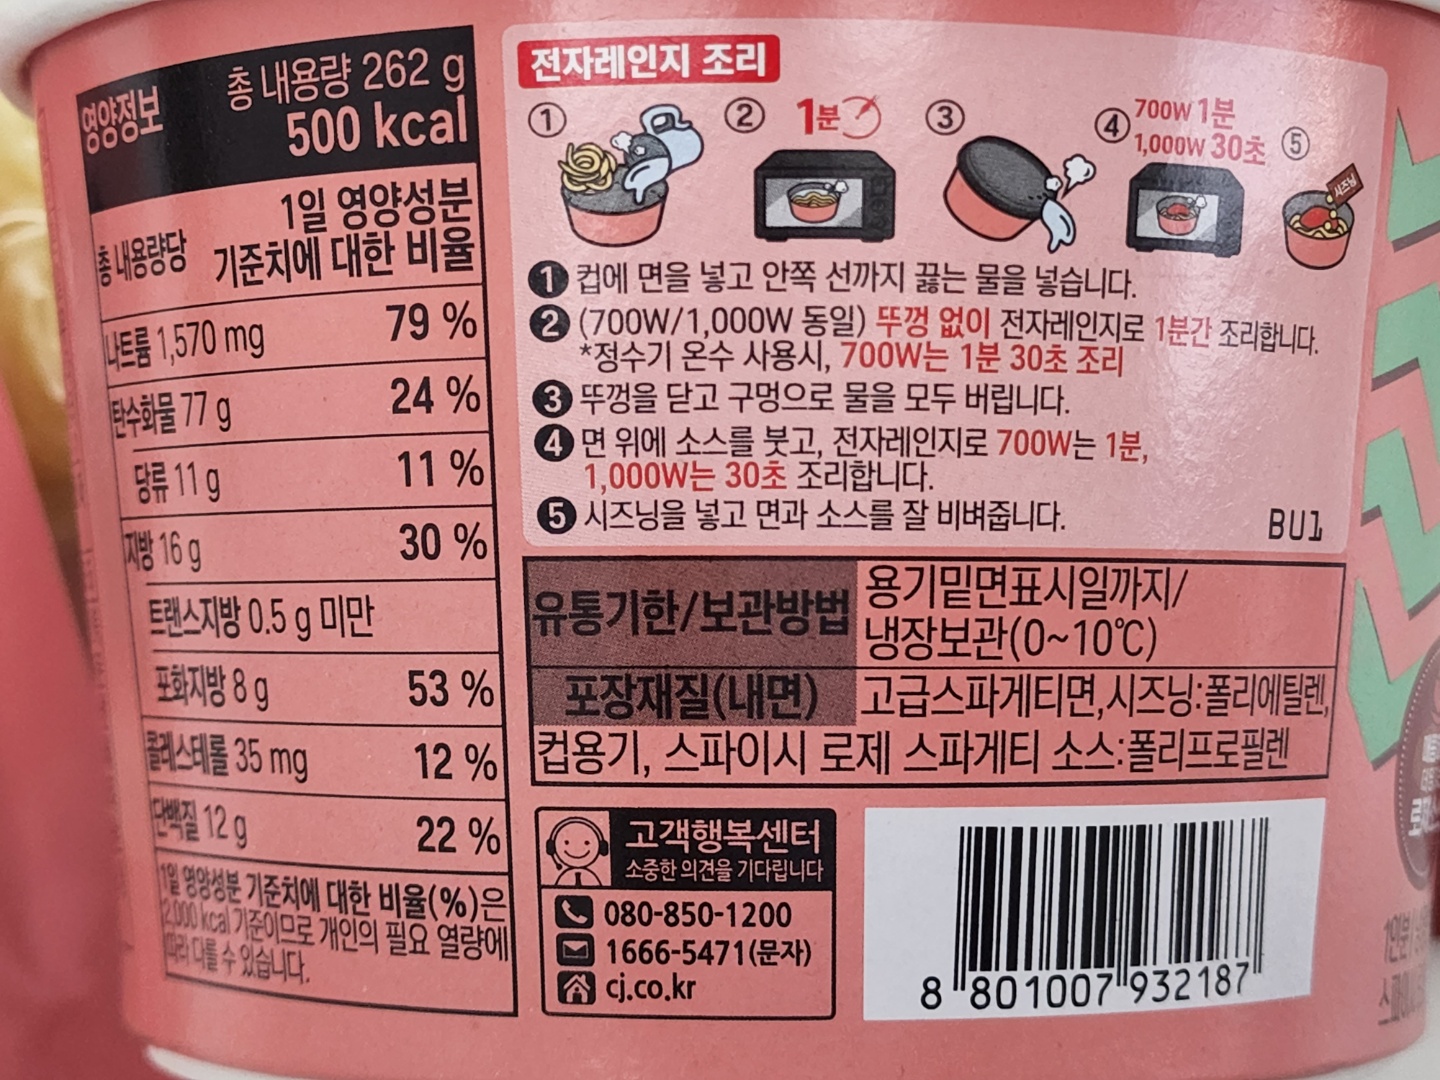 영양정보
총 내용량 262 g
500 kcal
총 내용량당
1일 영양성분
기준치에 대한 비율
나트륨 1,570 mg 79 %
탄수화물 77 g 24 %
당류 11 g 11 %
지방 16 g 30 %
트랜스지방 0.5 g 미만
포화지방 8 g 53 %
콜레스테롤 35 mg 12 %
단백질 12 g 22 %
1일 영양성분 기준치에 대한 비율(%)은
2,000 kcal 기준이므로 개인의 필요 열량에
따라 다를 수 있습니다.
전자레인지 조리
① ② 1분 ③ ④ 700W 1분
1,000W 30초 ⑤
시즈닝
❶ 컵에 면을 넣고 안쪽 선까지 끓는 물을 넣습니다.
❷ (700W/1,000W 동일) 뚜껑 없이 전자레인지로 1분간 조리합니다.
*정수기 온수 사용시, 700W는 1분 30초 조리
❸ 뚜껑을 닫고 구멍으로 물을 모두 버립니다.
❹ 면 위에 소스를 붓고, 전자레인지로 700W는 1분,
1,000W는 30초 조리합니다.
❺ 시즈닝을 넣고 면과 소스를 잘 비벼줍니다.
BU1
유통기한/보관방법
용기밑면표시일까지/
냉장보관(0~10℃)
포장재질(내면) 고급스파게티면,시즈닝:폴리에틸렌,
컵용기, 스파이시 로제 스파게티 소스:폴리프로필렌
고객행복센터
소중한 의견을 기다립니다
080-850-1200
1666-5471(문자)
cj.co.kr
8 801007 932187
1인분